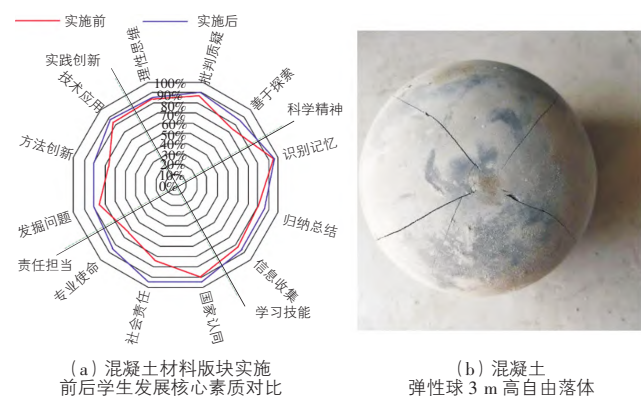 实施前
实施后
理性思维
批判质疑
实践创新
善于探索
技术应用
科学精神
方法创新
识别记忆
发掘问题
归纳总结
责任担当
信息收集
专业使命
学习技能
社会责任
国家认同
100%
90%
80%
70%
60%
50%
40%
30%
20%
10%
0%
(a)混凝土材料版块实施
前后学生发展核心素质对比
(b)混凝土
弹性球 3 m 高自由落体